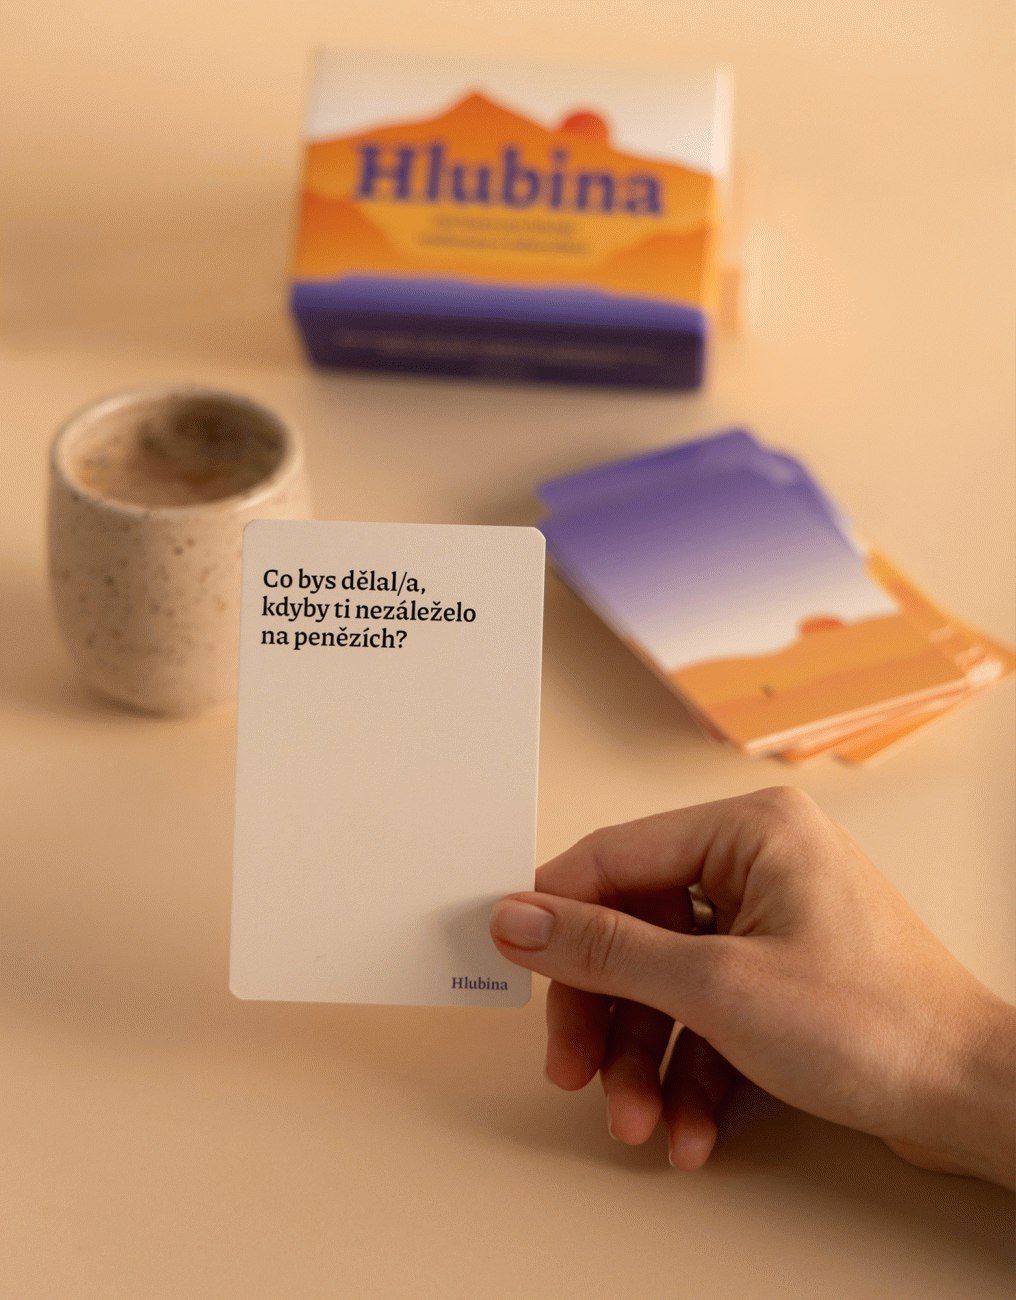 Hlubina
Co bys dělal/a,
kdyby ti nezáleželo
na penězích?
Hlubina